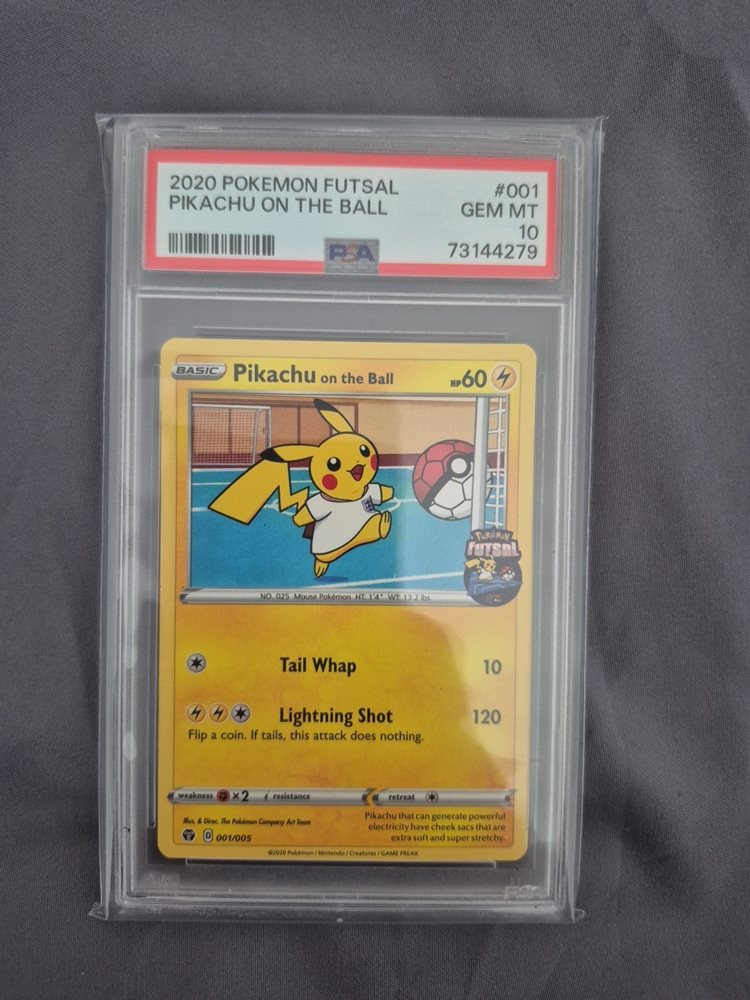 2020 POKEMON FUTSAL #001
PIKACHU ON THE BALL GEM MT
10
PSA 73144279
BASIC Pikachu on the Ball HP60
POKéMON
FUTSAL
NO. 025 Mouse Pokémon HT 1'4" WT 13.2 lbs.
Tail Whap 10
Lightning Shot 120
Flip a coin. If tails, this attack does nothing.
weakness ×2 resistance retreat
Illus. & Direc. The Pokémon Company Art Team
Pikachu that can generate powerful
electricity have cheek sacs that are
extra soft and super stretchy.
D 001/005
©2020 Pokémon / Nintendo / Creatures / GAME FREAK
PSA